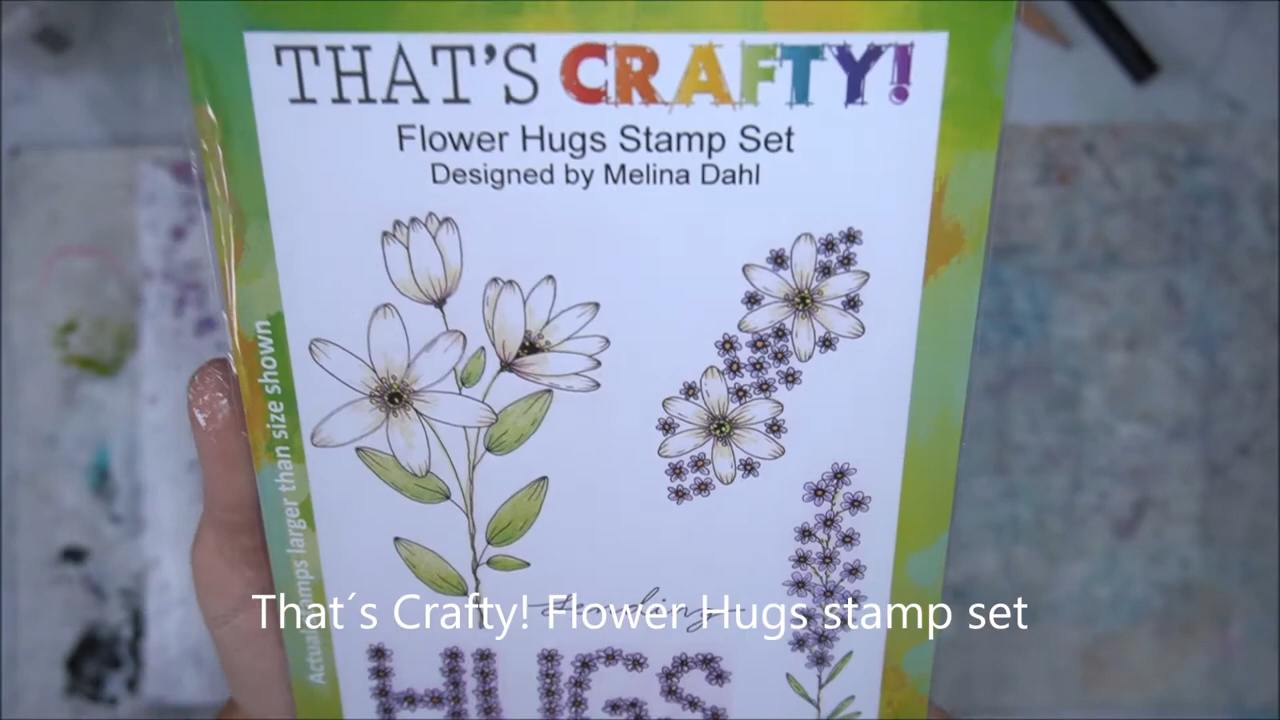 THAT'S CRAFTY!
Flower Hugs Stamp Set
Designed by Melina Dahl
Actual stamps larger than size shown
sending
That´s Crafty! Flower Hugs stamp set
HUGS